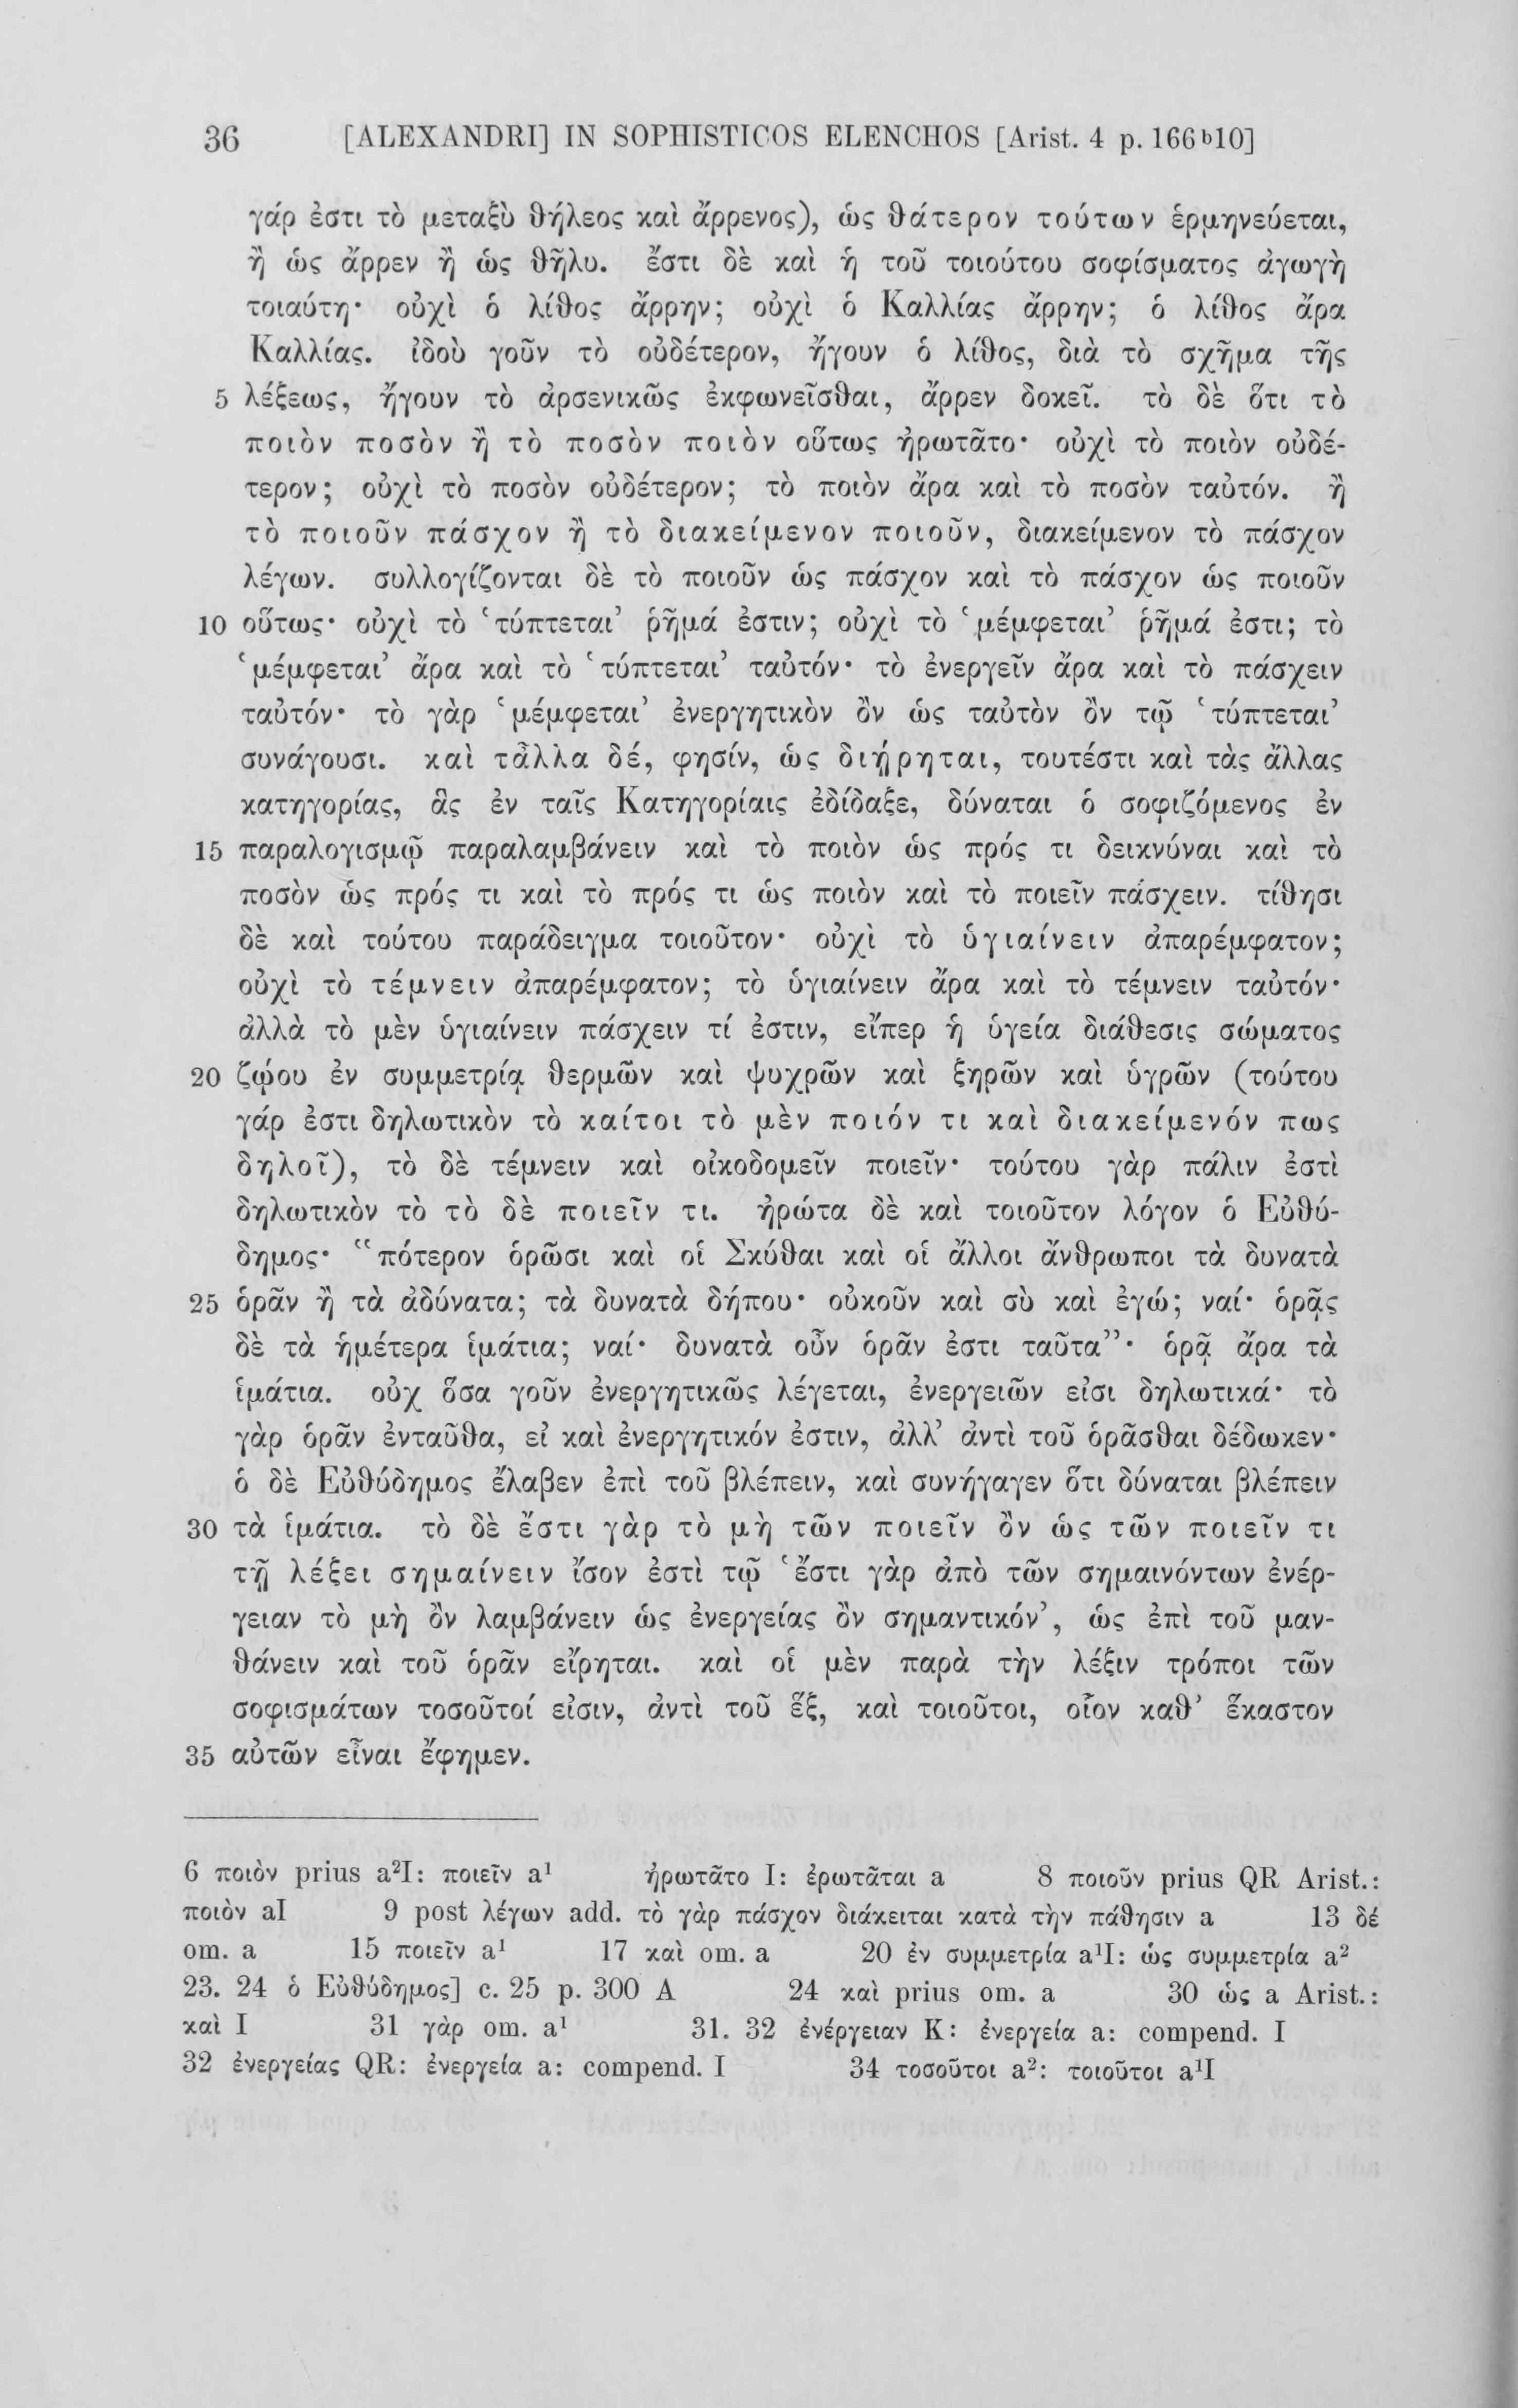 36 [ALEXANDRI] IN SOPHISTICOS ELENCHOS [Arist. 4 p. 166ᵇ10]
γάρ ἐστι τὸ μεταξὺ θήλεος καὶ ἄρρενος), ὡς θάτερον τούτων ἑρμηνεύεται,
ἢ ὡς ἄρρεν ἢ ὡς θῆλυ. ἔστι δὲ καὶ ἡ τοῦ τοιούτου σοφίσματος ἀγωγὴ
τοιαύτη· οὐχὶ ὁ λίθος ἄρρην; οὐχὶ ὁ Καλλίας ἄρρην; ὁ λίθος ἄρα
Καλλίας. ἰδοὺ γοῦν τὸ οὐδέτερον, ἤγουν ὁ λίθος, διὰ τὸ σχῆμα τῆς
5 λέξεως, ἤγουν τὸ ἀρσενικῶς ἐκφωνεῖσθαι, ἄρρεν δοκεῖ. τὸ δὲ ὅτι τὸ
ποιὸν ποσὸν ἢ τὸ ποσὸν ποιὸν οὕτως ἠρωτᾶτο· οὐχὶ τὸ ποιὸν οὐδέ-
τερον; οὐχὶ τὸ ποσὸν οὐδέτερον; τὸ ποιὸν ἄρα καὶ τὸ ποσὸν ταὐτόν. ἢ
τὸ ποιοῦν πάσχον ἢ τὸ διακείμενον ποιοῦν, διακείμενον τὸ πάσχον
λέγων. συλλογίζονται δὲ τὸ ποιοῦν ὡς πάσχον καὶ τὸ πάσχον ὡς ποιοῦν
10 οὕτως· οὐχὶ τὸ ‘τύπτεται’ ῥῆμά ἐστιν; οὐχὶ τὸ ‘μέμφεται’ ῥῆμά ἐστι; τὸ
‘μέμφεται’ ἄρα καὶ τὸ ‘τύπτεται’ ταὐτόν· τὸ ἐνεργεῖν ἄρα καὶ τὸ πάσχειν
ταὐτόν· τὸ γὰρ ‘μέμφεται’ ἐνεργητικὸν ὂν ὡς ταὐτὸν ὂν τῷ ‘τύπτεται’
συνάγουσι. καὶ τἆλλα δέ, φησίν, ὡς διῄρηται, τουτέστι καὶ τὰς ἄλλας
κατηγορίας, ἃς ἐν ταῖς Κατηγορίαις ἐδίδαξε, δύναται ὁ σοφιζόμενος ἐν
15 παραλογισμῷ παραλαμβάνειν καὶ τὸ ποιὸν ὡς πρός τι δεικνύναι καὶ τὸ
ποσὸν ὡς πρός τι καὶ τὸ πρός τι ὡς ποιὸν καὶ τὸ ποιεῖν πάσχειν. τίθησι
δὲ καὶ τούτου παράδειγμα τοιοῦτον· οὐχὶ τὸ ὑγιαίνειν ἀπαρέμφατον;
οὐχὶ τὸ τέμνειν ἀπαρέμφατον; τὸ ὑγιαίνειν ἄρα καὶ τὸ τέμνειν ταὐτόν·
ἀλλὰ τὸ μὲν ὑγιαίνειν πάσχειν τί ἐστιν, εἴπερ ἡ ὑγεία διάθεσις σώματος
20 ζῴου ἐν συμμετρίᾳ θερμῶν καὶ ψυχρῶν καὶ ξηρῶν καὶ ὑγρῶν (τούτου
γάρ ἐστι δηλωτικὸν τὸ καίτοι τὸ μὲν ποιόν τι καὶ διακείμενόν πως
δηλοῖ), τὸ δὲ τέμνειν καὶ οἰκοδομεῖν ποιεῖν· τούτου γὰρ πάλιν ἐστὶ
δηλωτικὸν τὸ τὸ δὲ ποιεῖν τι. ἠρώτα δὲ καὶ τοιοῦτον λόγον ὁ Εὐθύ-
δημος· “πότερον ὁρῶσι καὶ οἱ Σκύθαι καὶ οἱ ἄλλοι ἄνθρωποι τὰ δυνατὰ
25 ὁρᾶν ἢ τὰ ἀδύνατα; τὰ δυνατὰ δήπου· οὐκοῦν καὶ σὺ καὶ ἐγώ; ναί· ὁρᾷς
δὲ τὰ ἡμέτερα ἱμάτια; ναί· δυνατὰ οὖν ὁρᾶν ἐστι ταῦτα”· ὁρᾷ ἄρα τὰ
ἱμάτια. οὐχ ὅσα γοῦν ἐνεργητικῶς λέγεται, ἐνεργειῶν εἰσι δηλωτικά· τὸ
γὰρ ὁρᾶν ἐνταῦθα, εἰ καὶ ἐνεργητικόν ἐστιν, ἀλλ’ ἀντὶ τοῦ ὁρᾶσθαι δέδωκεν·
ὁ δὲ Εὐθύδημος ἔλαβεν ἐπὶ τοῦ βλέπειν, καὶ συνήγαγεν ὅτι δύναται βλέπειν
30 τὰ ἱμάτια. τὸ δὲ ἔστι γὰρ τὸ μὴ τῶν ποιεῖν ὂν ὡς τῶν ποιεῖν τι
τῇ λέξει σημαίνειν ἴσον ἐστὶ τῷ ‘ἔστι γὰρ ἀπὸ τῶν σημαινόντων ἐνέρ-
γειαν τὸ μὴ ὂν λαμβάνειν ὡς ἐνεργείας ὂν σημαντικόν’, ὡς ἐπὶ τοῦ μαν-
θάνειν καὶ τοῦ ὁρᾶν εἴρηται. καὶ οἱ μὲν παρὰ τὴν λέξιν τρόποι τῶν
σοφισμάτων τοσοῦτοί εἰσιν, ἀντὶ τοῦ ἕξ, καὶ τοιοῦτοι, οἷον καθ’ ἕκαστον
35 αὐτῶν εἶναι ἔφημεν.
6 ποιὸν prius a²I: ποιεῖν a¹ ἠρωτᾶτο I: ἐρωτᾶται a 8 ποιοῦν prius QR Arist.:
ποιὸν aI 9 post λέγων add. τὸ γὰρ πάσχον διάκειται κατὰ τὴν πάθησιν a 13 δέ
om. a 15 ποιεῖν a¹ 17 καὶ om. a 20 ἐν συμμετρία a¹I: ὡς συμμετρία a²
23. 24 ὁ Εὐθύδημος] c. 25 p. 300 A 24 καὶ prius om. a 30 ὡς a Arist.:
καὶ I 31 γὰρ om. a¹ 31. 32 ἐνέργειαν K: ἐνεργεία a: compend. I
32 ἐνεργείας QR: ἐνεργεία a: compend. I 34 τοσοῦτοι a²: τοιοῦτοι a¹I